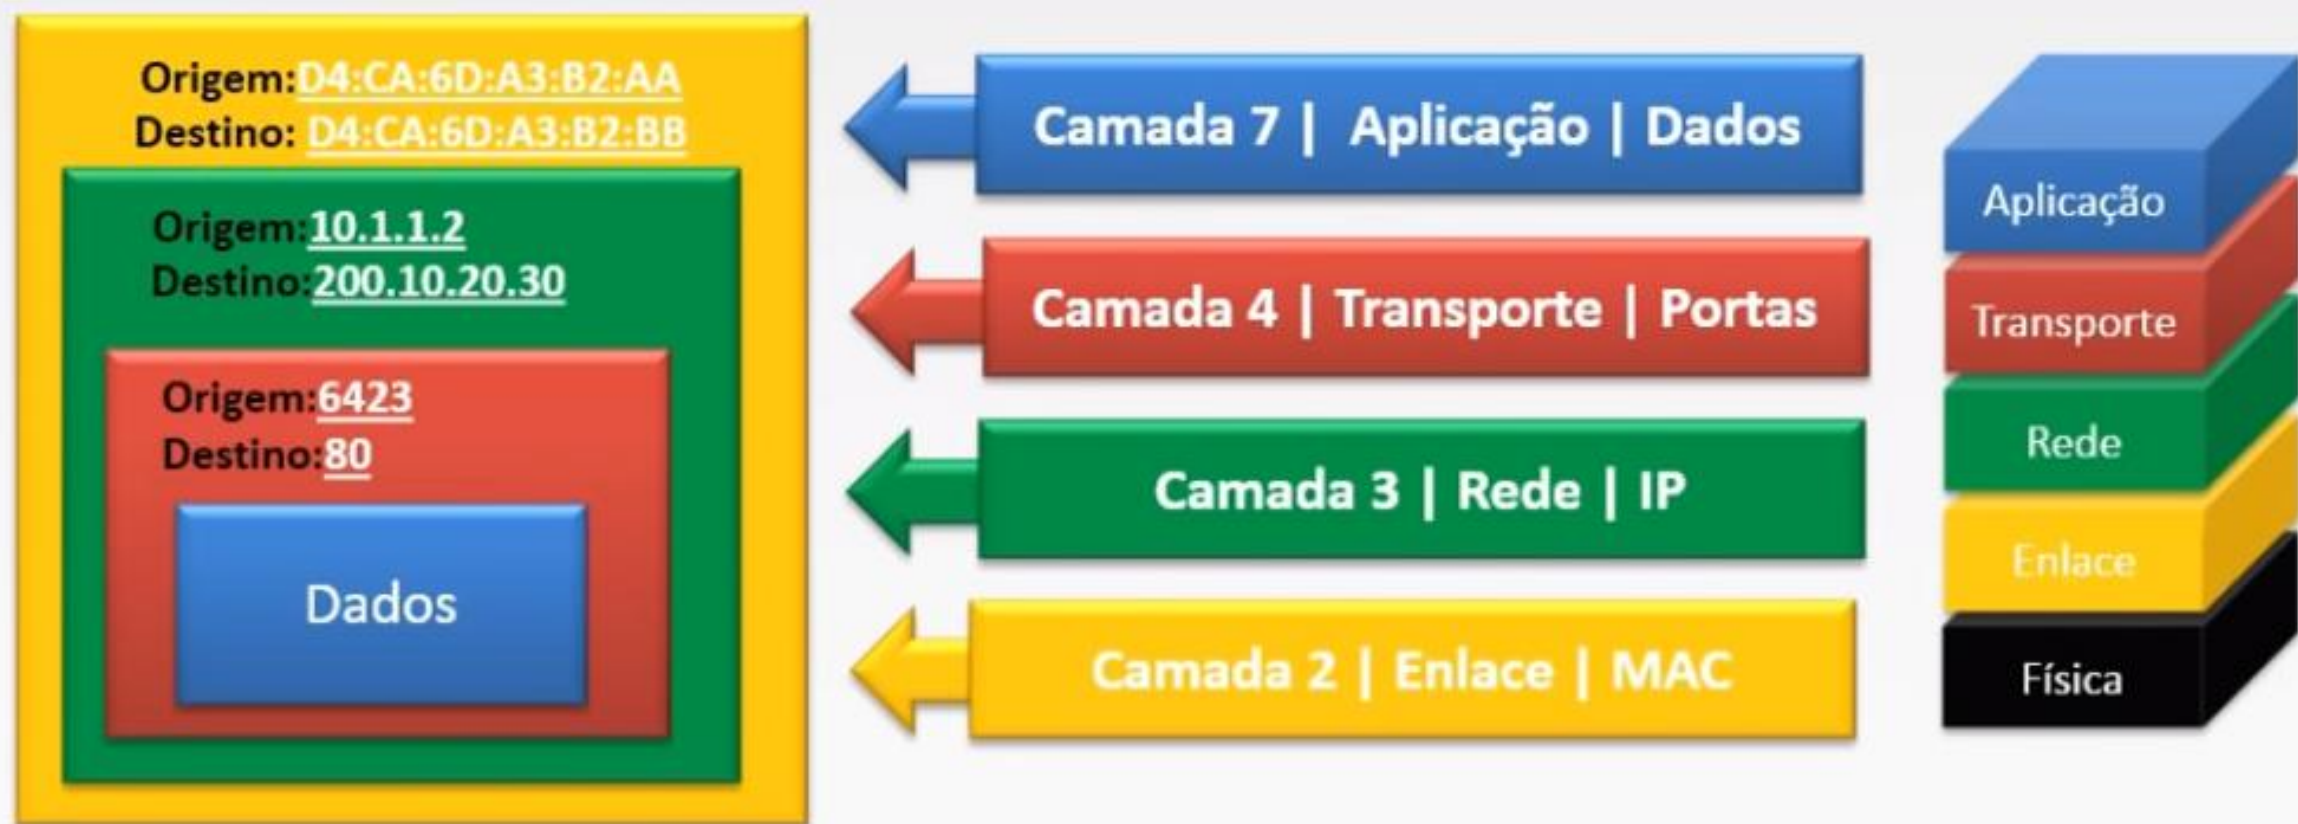 Origem:D4:CA:6D:A3:B2:AA
Destino: D4:CA:6D:A3:B2:BB
Origem:10.1.1.2
Destino:200.10.20.30
Origem:6423
Destino:80
Dados
Camada 7 | Aplicação | Dados
Camada 4 | Transporte | Portas
Camada 3 | Rede | IP
Camada 2 | Enlace | MAC
Aplicação
Transporte
Rede
Enlace
Física